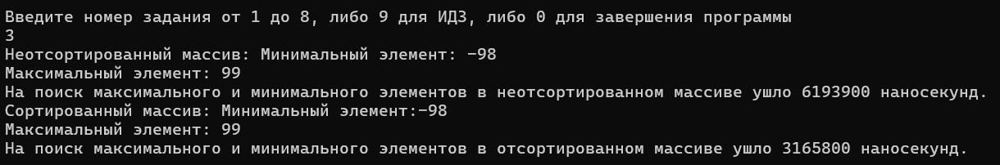 Введите номер задания от 1 до 8, либо 9 для ИДЗ, либо 0 для завершения программы
3
Неотсортированный массив: Минимальный элемент: -98
Максимальный элемент: 99
На поиск максимального и минимального элементов в неотсортированном массиве ушло 6193900 наносекунд.
Сортированный массив: Минимальный элемент:-98
Максимальный элемент: 99
На поиск максимального и минимального элементов в отсортированном массиве ушло 3165800 наносекунд.